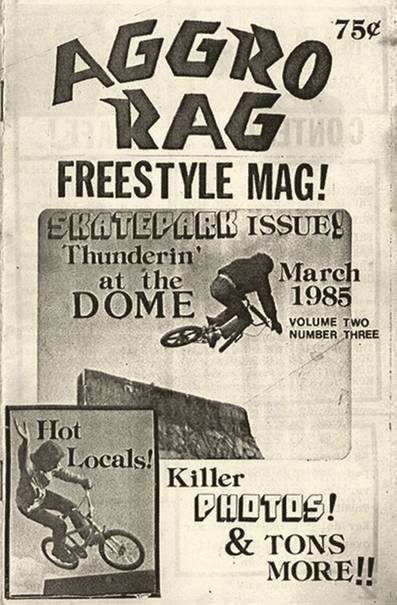 75¢
AGGRO
RAG
FREESTYLE MAG!
SKATEPARK ISSUE!
Thunderin'
at the
DOME
March
1985
VOLUME TWO
NUMBER THREE
Hot
Locals!
Killer
PHOTOS!
& TONS
MORE!!